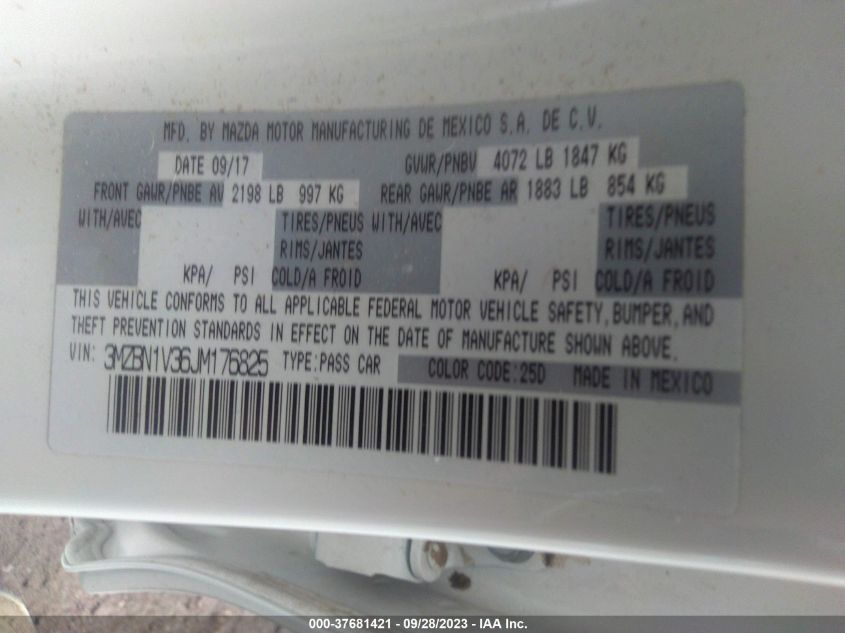 MFD. BY MAZDA MOTOR MANUFACTURING DE MEXICO S.A. DE C.V.
DATE 09/17 GVWR/PNBV 4072 LB 1847 KG
FRONT GAWR/PNBE AV 2198 LB 997 KG REAR GAWR/PNBE AR 1883 LB 854 KG
WITH/AVEC TIRES/PNEUS WITH/AVEC TIRES/PNEUS
RIMS/JANTES RIMS/JANTES
KPA/ PSI COLD/A FROID KPA/ PSI COLD/A FROID
THIS VEHICLE CONFORMS TO ALL APPLICABLE FEDERAL MOTOR VEHICLE SAFETY, BUMPER, AND
THEFT PREVENTION STANDARDS IN EFFECT ON THE DATE OF MANUFACTURE SHOWN ABOVE.
VIN: 3MZBN1V36JM176825 TYPE:PASS CAR COLOR CODE:25D MADE IN MEXICO
000-37681421 - 09/28/2023 - IAA Inc.